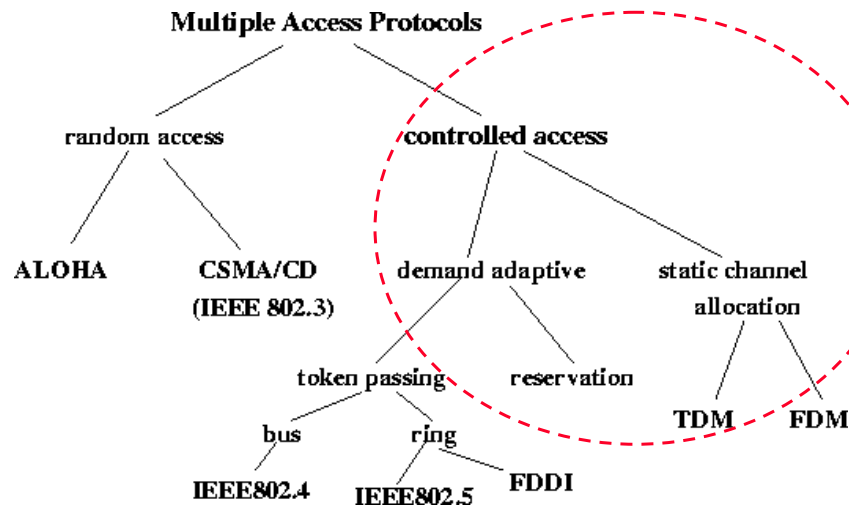 Multiple Access Protocols
random access
controlled access
ALOHA
CSMA/CD
(IEEE 802.3)
demand adaptive
static channel
allocation
token passing
reservation
TDM
FDM
bus
ring
IEEE802.4
IEEE802.5
FDDI